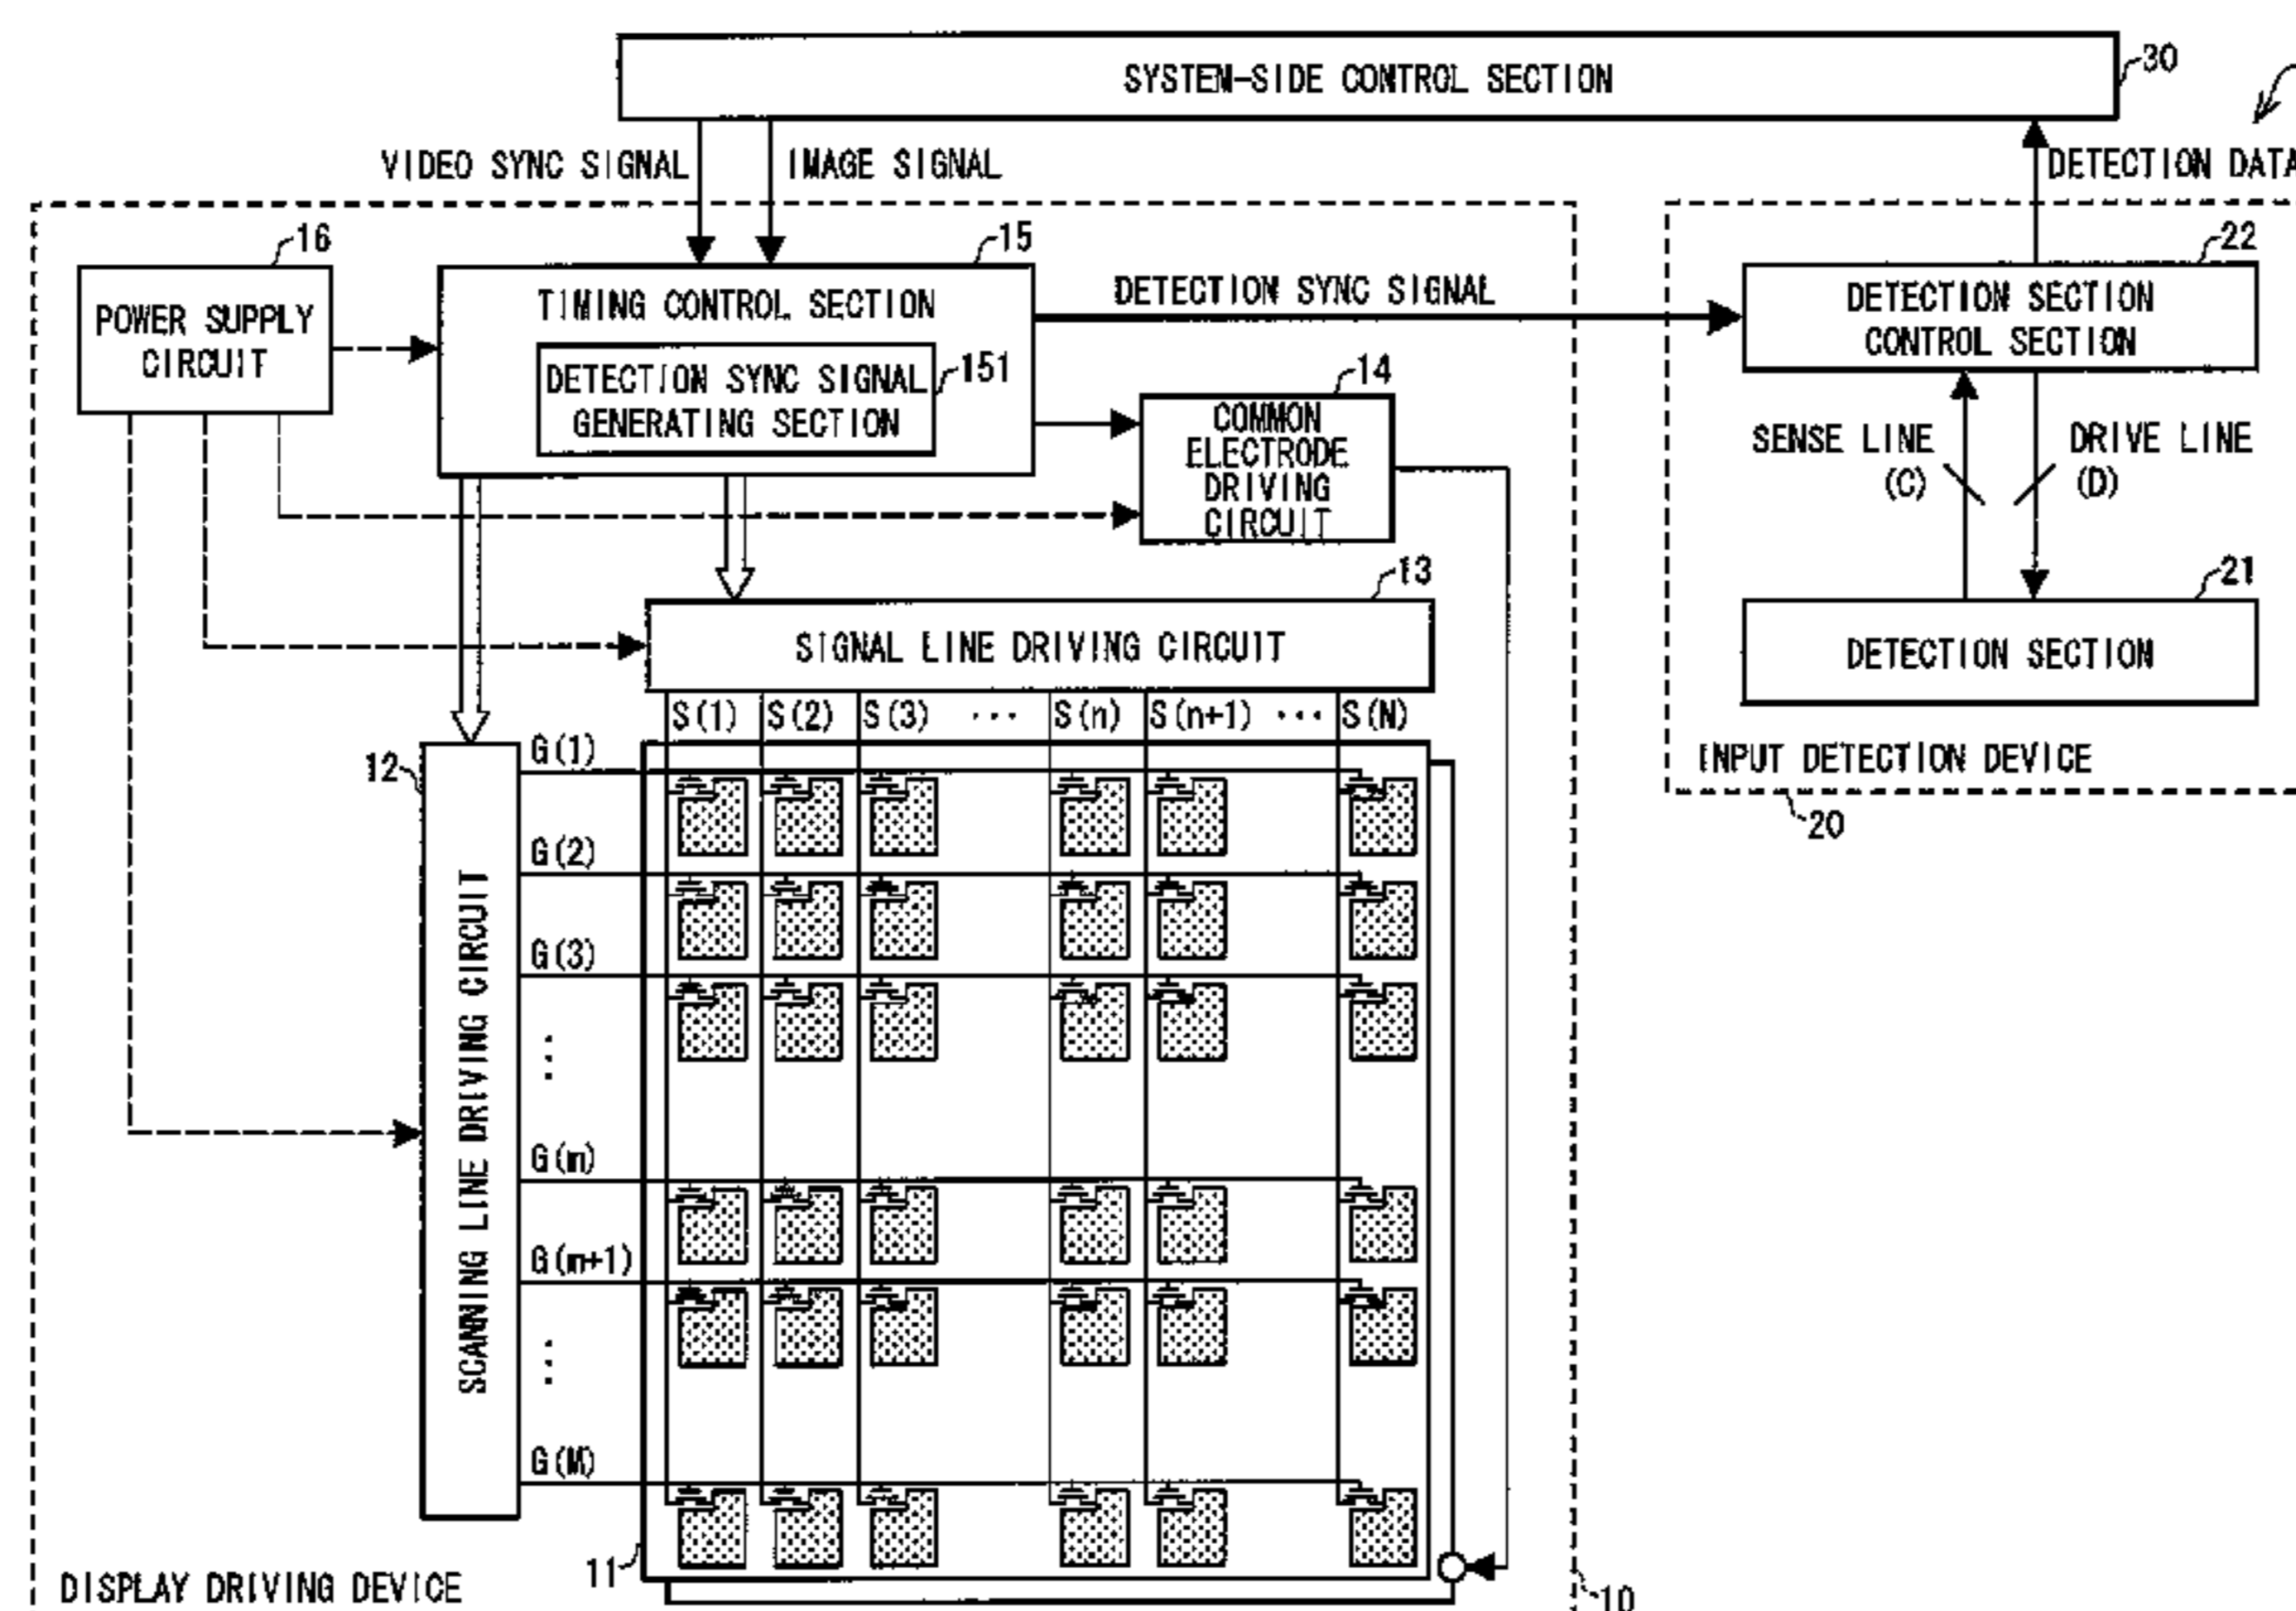 SYSTEM-SIDE CONTROL SECTION
30
VIDEO SYNC SIGNAL
IMAGE SIGNAL
DETECTION DATA
16
15
22
POWER SUPPLY
CIRCUIT
TIMING CONTROL SECTION
DETECTION SYNC SIGNAL
DETECTION SECTION
CONTROL SECTION
DETECTION SYNC SIGNAL
GENERATING SECTION
151
14
COMMON
ELECTRODE
DRIVING
CIRCUIT
SENSE LINE
(C)
DRIVE LINE
(D)
13
21
SIGNAL LINE DRIVING CIRCUIT
DETECTION SECTION
S(1) S(2) S(3) ... S(n) S(n+1) ... S(N)
INPUT DETECTION DEVICE
20
12
SCANNING LINE DRIVING CIRCUIT
G(1)
G(2)
G(3)
⋮
G(m)
G(m+1)
⋮
G(M)
11
DISPLAY DRIVING DEVICE
10